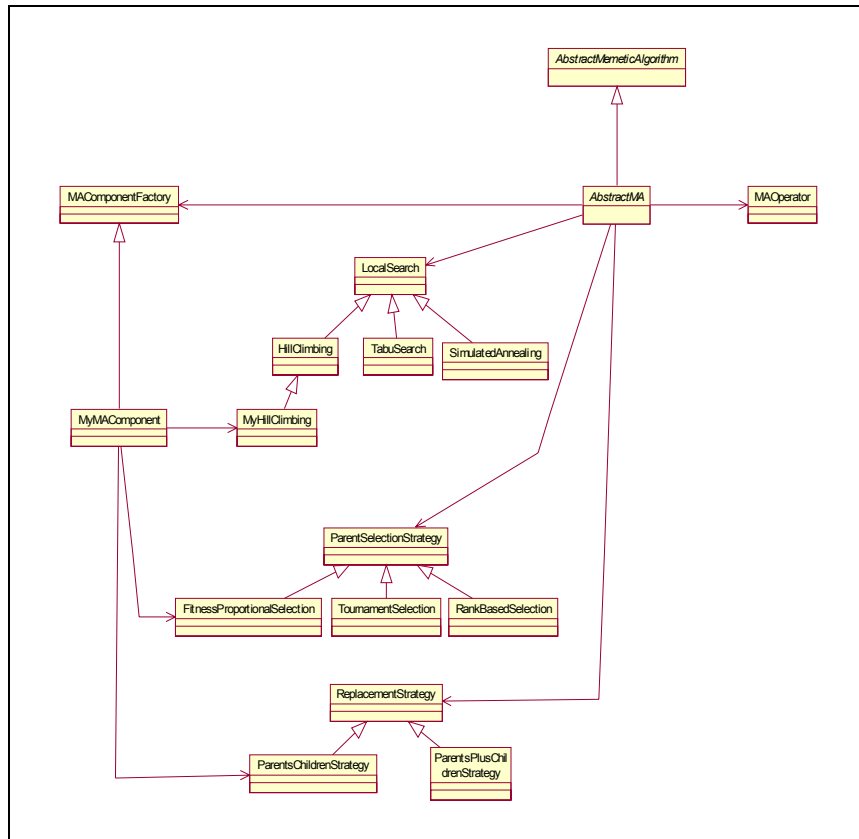 AbstractMemeticAlgorithm
MAComponentFactory
AbstractMA
MAOperator
LocalSearch
HillClimbing
TabuSearch
SimulatedAnnealing
MyMAComponent
MyHillClimbing
ParentSelectionStrategy
FitnessProportionalSelection
TournamentSelection
RankBasedSelection
ReplacementStrategy
ParentsChildrenStrategy
ParentsPlusChil
drenStrategy